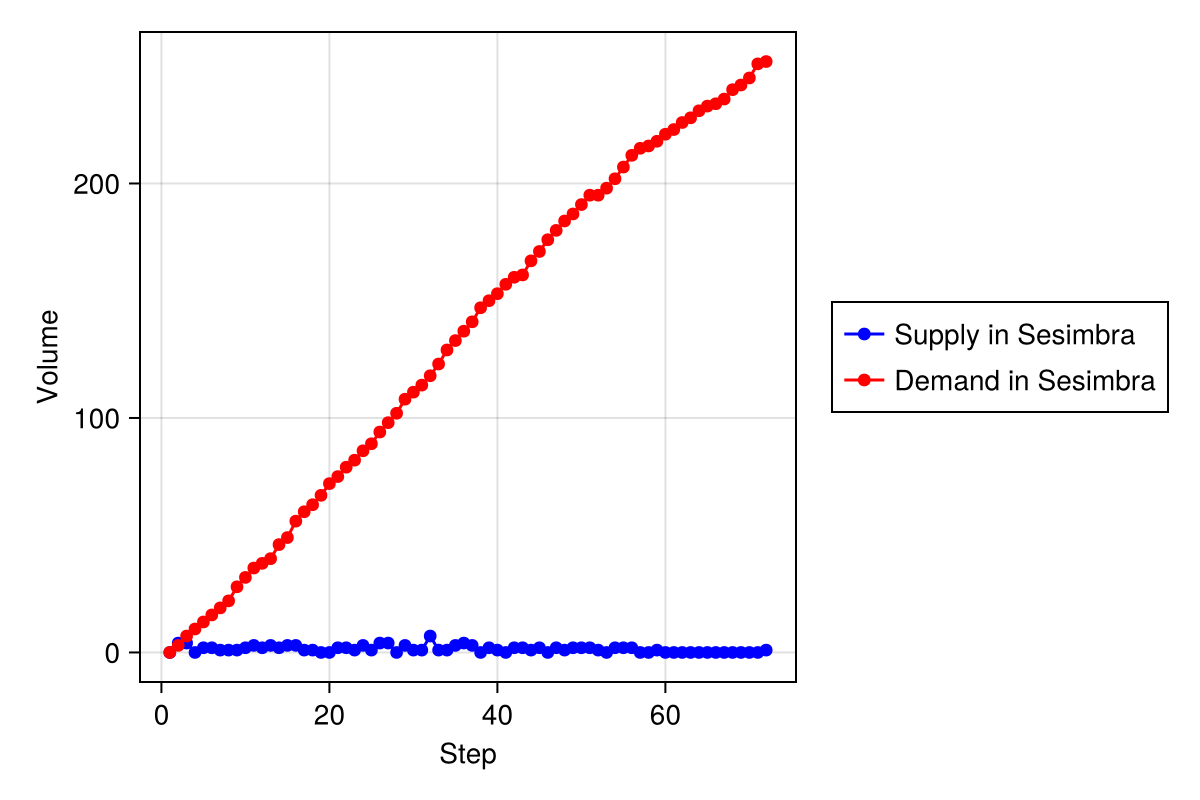 200
100
0
Volume
0 20 40 60
Step
Supply in Sesimbra
Demand in Sesimbra